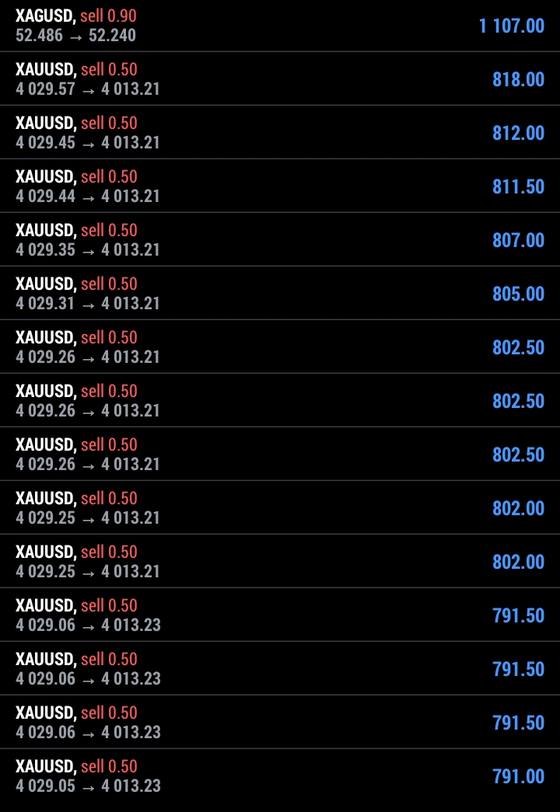 XAGUSD, sell 0.90
52.486 → 52.240
1 107.00
XAUUSD, sell 0.50
4 029.57 → 4 013.21
818.00
XAUUSD, sell 0.50
4 029.45 → 4 013.21
812.00
XAUUSD, sell 0.50
4 029.44 → 4 013.21
811.50
XAUUSD, sell 0.50
4 029.35 → 4 013.21
807.00
XAUUSD, sell 0.50
4 029.31 → 4 013.21
805.00
XAUUSD, sell 0.50
4 029.26 → 4 013.21
802.50
XAUUSD, sell 0.50
4 029.26 → 4 013.21
802.50
XAUUSD, sell 0.50
4 029.26 → 4 013.21
802.50
XAUUSD, sell 0.50
4 029.25 → 4 013.21
802.00
XAUUSD, sell 0.50
4 029.25 → 4 013.21
802.00
XAUUSD, sell 0.50
4 029.06 → 4 013.23
791.50
XAUUSD, sell 0.50
4 029.06 → 4 013.23
791.50
XAUUSD, sell 0.50
4 029.06 → 4 013.23
791.50
XAUUSD, sell 0.50
4 029.05 → 4 013.23
791.00